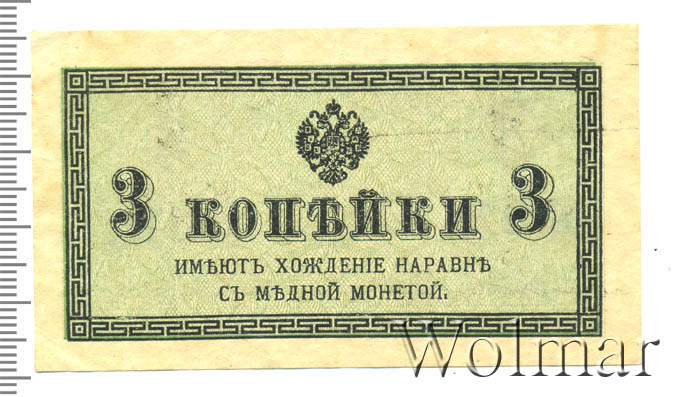 3 КОПѢЙКИ 3
ИМѢЮТЪ ХОЖДЕНІЕ НАРАВНѢ
СЪ МѢДНОЙ МОНЕТОЙ.
Wolmar